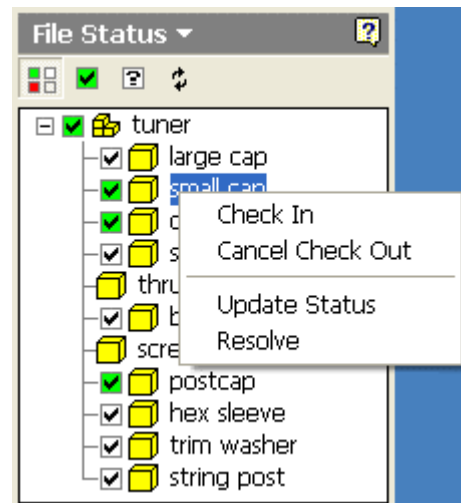 File Status
tuner
large cap
small cap
Check In
Cancel Check Out
Update Status
Resolve
postcap
hex sleeve
trim washer
string post